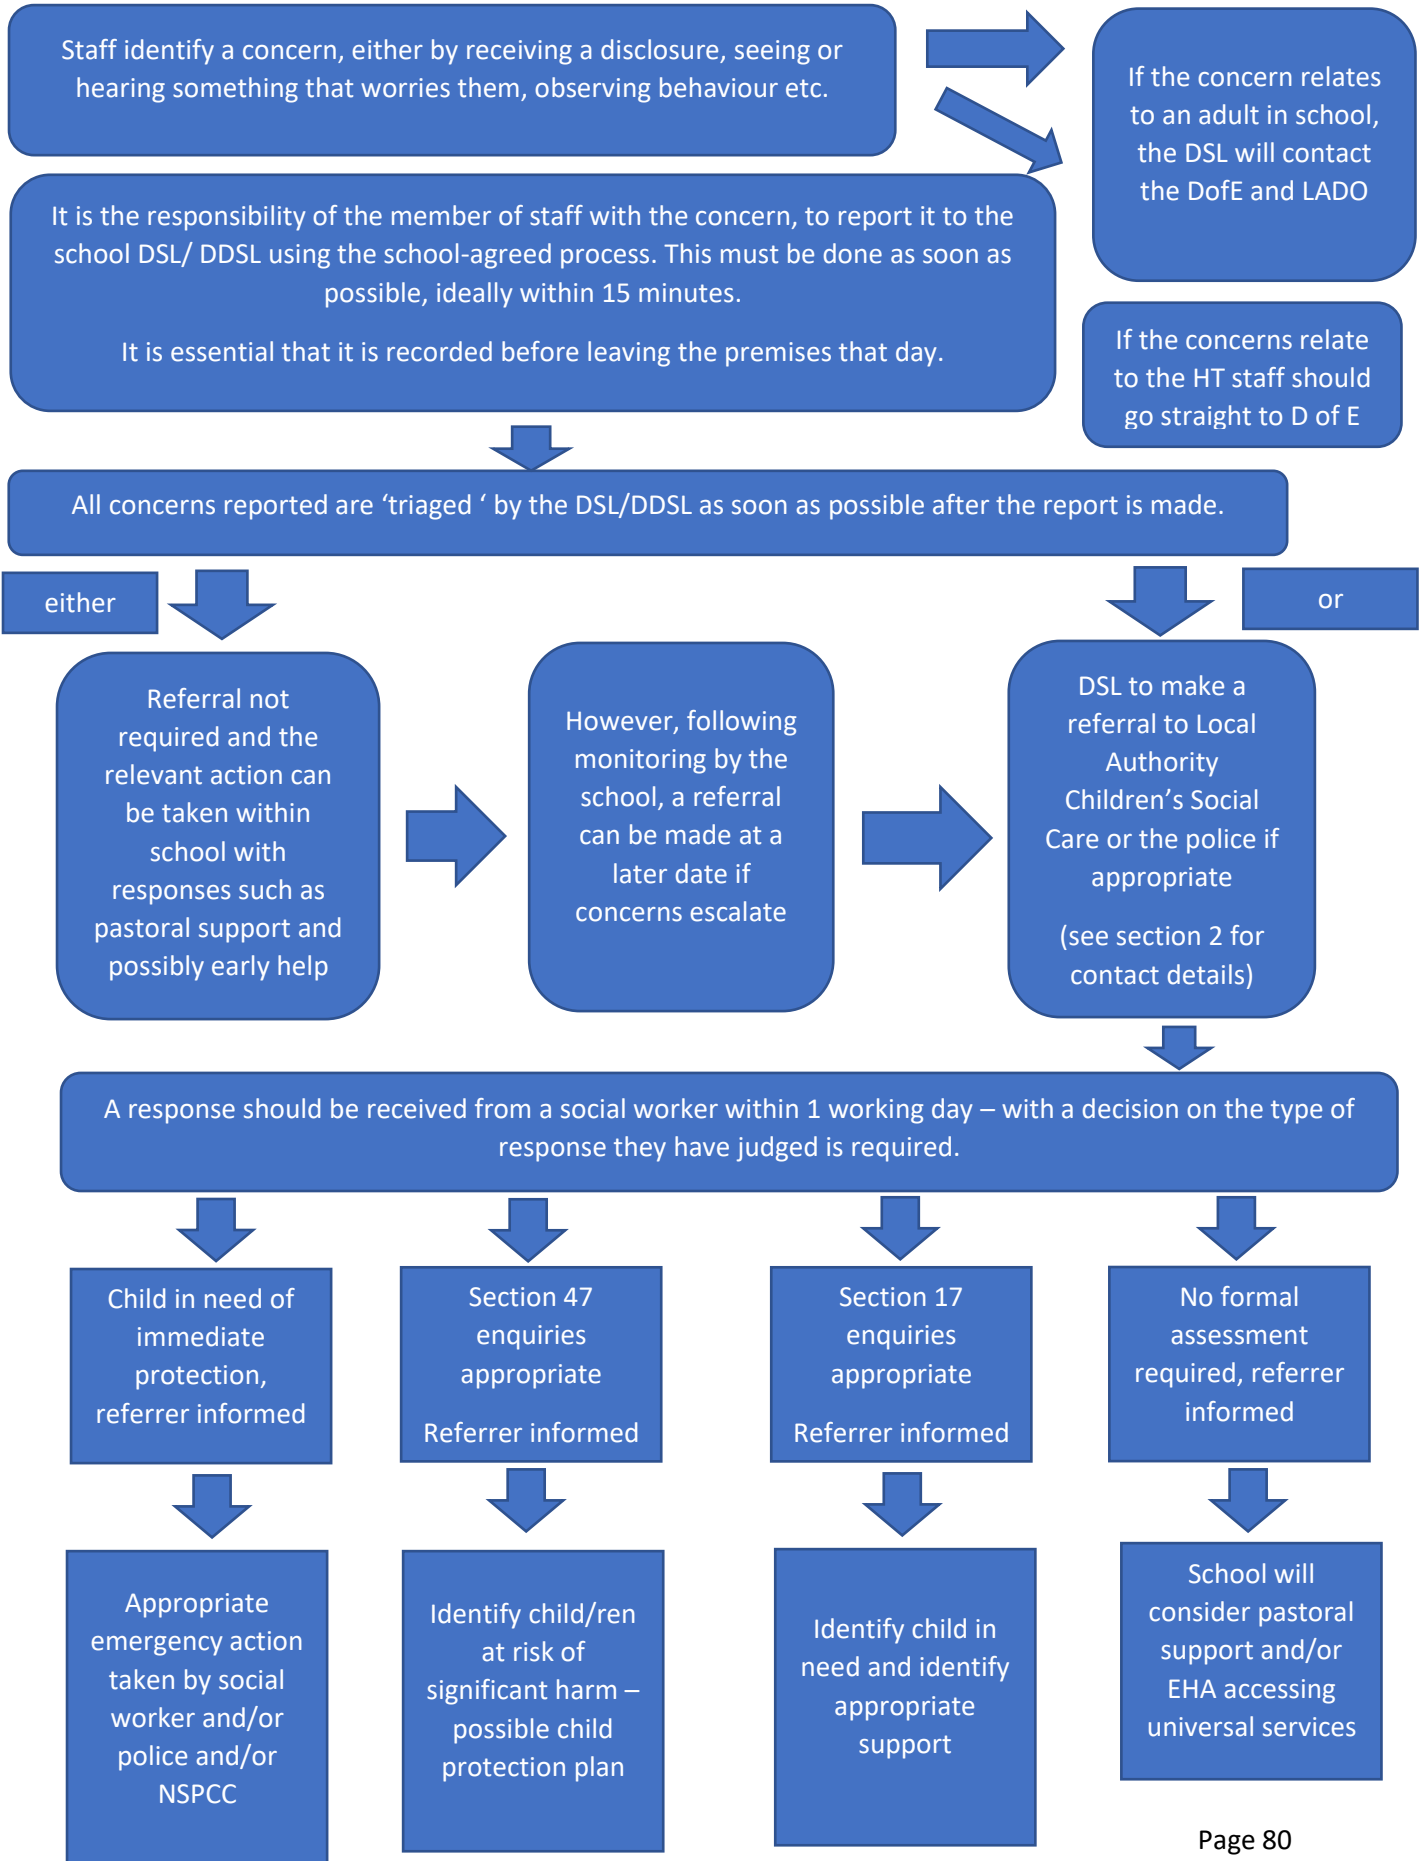 Staff identify a concern, either by receiving a disclosure, seeing or
hearing something that worries them, observing behaviour etc.
If the concern relates
to an adult in school,
the DSL will contact
the DofE and LADO
It is the responsibility of the member of staff with the concern, to report it to the
school DSL/ DDSL using the school-agreed process. This must be done as soon as
possible, ideally within 15 minutes.
It is essential that it is recorded before leaving the premises that day.
If the concerns relate
to the HT staff should
go straight to D of E
All concerns reported are ‘triaged ‘ by the DSL/DDSL as soon as possible after the report is made.
either
or
Referral not
required and the
relevant action can
be taken within
school with
responses such as
pastoral support and
possibly early help
However, following
monitoring by the
school, a referral
can be made at a
later date if
concerns escalate
DSL to make a
referral to Local
Authority
Children’s Social
Care or the police if
appropriate
(see section 2 for
contact details)
A response should be received from a social worker within 1 working day – with a decision on the type of
response they have judged is required.
Child in need of
immediate
protection,
referrer informed
Section 47
enquiries
appropriate
Referrer informed
Section 17
enquiries
appropriate
Referrer informed
No formal
assessment
required, referrer
informed
Appropriate
emergency action
taken by social
worker and/or
police and/or
NSPCC
Identify child/ren
at risk of
significant harm –
possible child
protection plan
Identify child in
need and identify
appropriate
support
School will
consider pastoral
support and/or
EHA accessing
universal services
Page 80